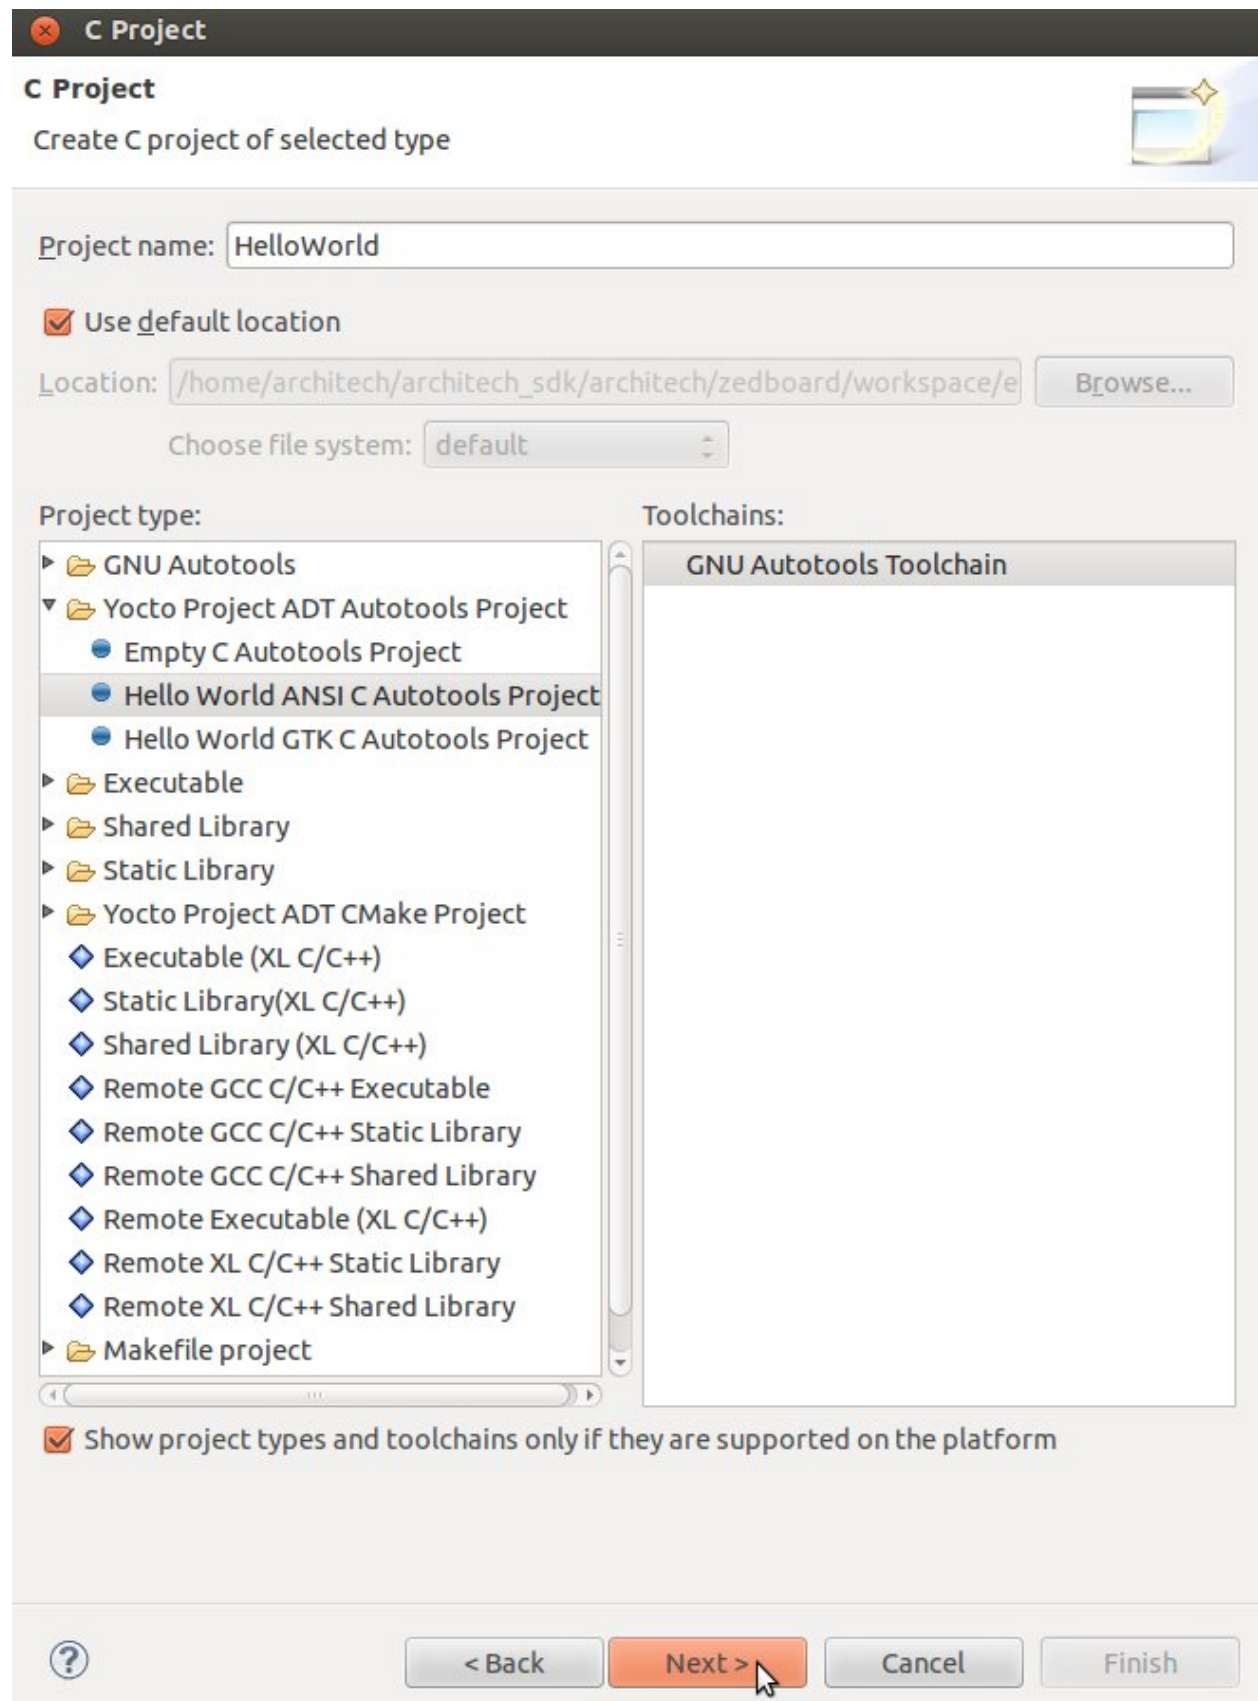 C Project
C Project
Create C project of selected type
Project name: HelloWorld
Use default location
Location: /home/architech/architech_sdk/architech/zedboard/workspace/e Browse...
Choose file system: default
Project type: Toolchains:
GNU Autotools GNU Autotools Toolchain
Yocto Project ADT Autotools Project
Empty C Autotools Project
Hello World ANSI C Autotools Project
Hello World GTK C Autotools Project
Executable
Shared Library
Static Library
Yocto Project ADT CMake Project
Executable (XL C/C++)
Static Library(XL C/C++)
Shared Library (XL C/C++)
Remote GCC C/C++ Executable
Remote GCC C/C++ Static Library
Remote GCC C/C++ Shared Library
Remote Executable (XL C/C++)
Remote XL C/C++ Static Library
Remote XL C/C++ Shared Library
Makefile project
Show project types and toolchains only if they are supported on the platform
? < Back Next > Cancel Finish